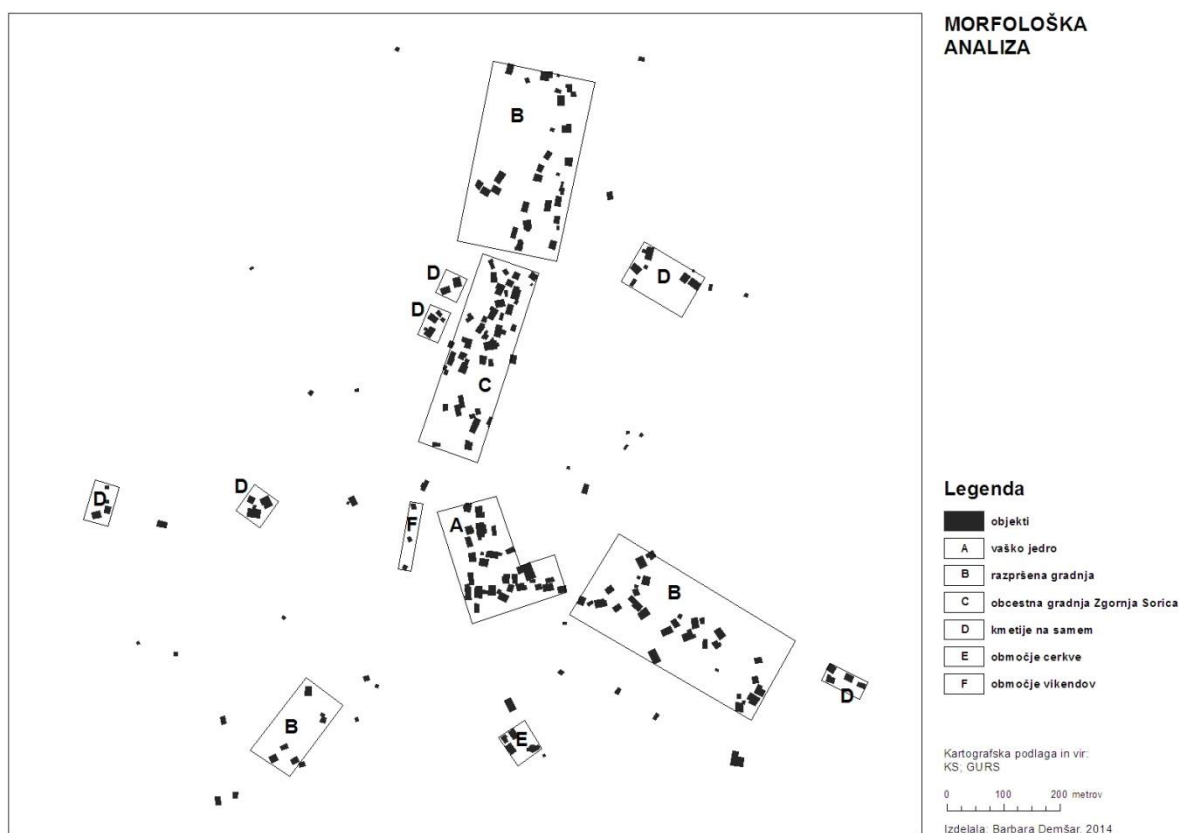 MORFOLOŠKA
ANALIZA
B
D
D
D
C
D
D
F
A
B
D
B
E
Legenda
objekti
A vaško jedro
B razpršena gradnja
C obcestna gradnja Zgornja Sorica
D kmetije na samem
E območje cerkve
F območje vikendov
Kartografska podlaga in vir:
KS; GURS
0 100 200 metrov
Izdelala: Barbara Demšar, 2014